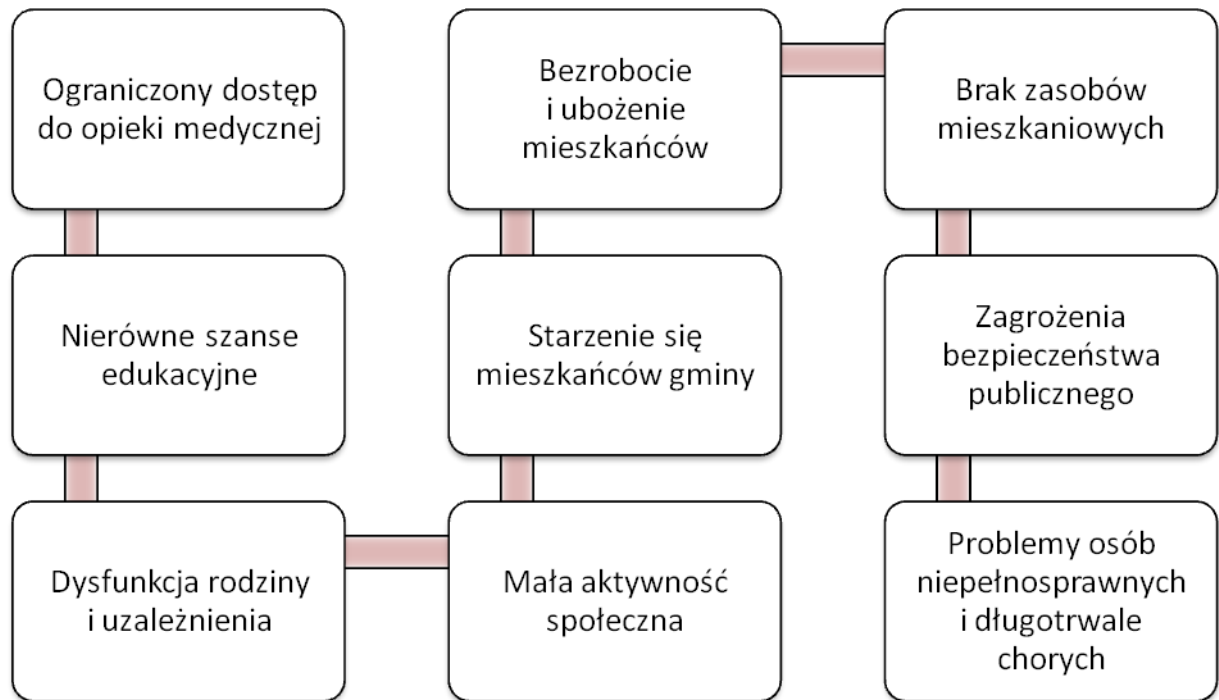 Ograniczony dostęp
do opieki medycznej
Nierówne szanse
edukacyjne
Dysfunkcja rodziny
i uzależnienia
Mała aktywność
społeczna
Starzenie się
mieszkańców gminy
Bezrobocie
i ubożenie
mieszkańców
Brak zasobów
mieszkaniowych
Zagrożenia
bezpieczeństwa
publicznego
Problemy osób
niepełnosprawnych
i długotrwale
chorych